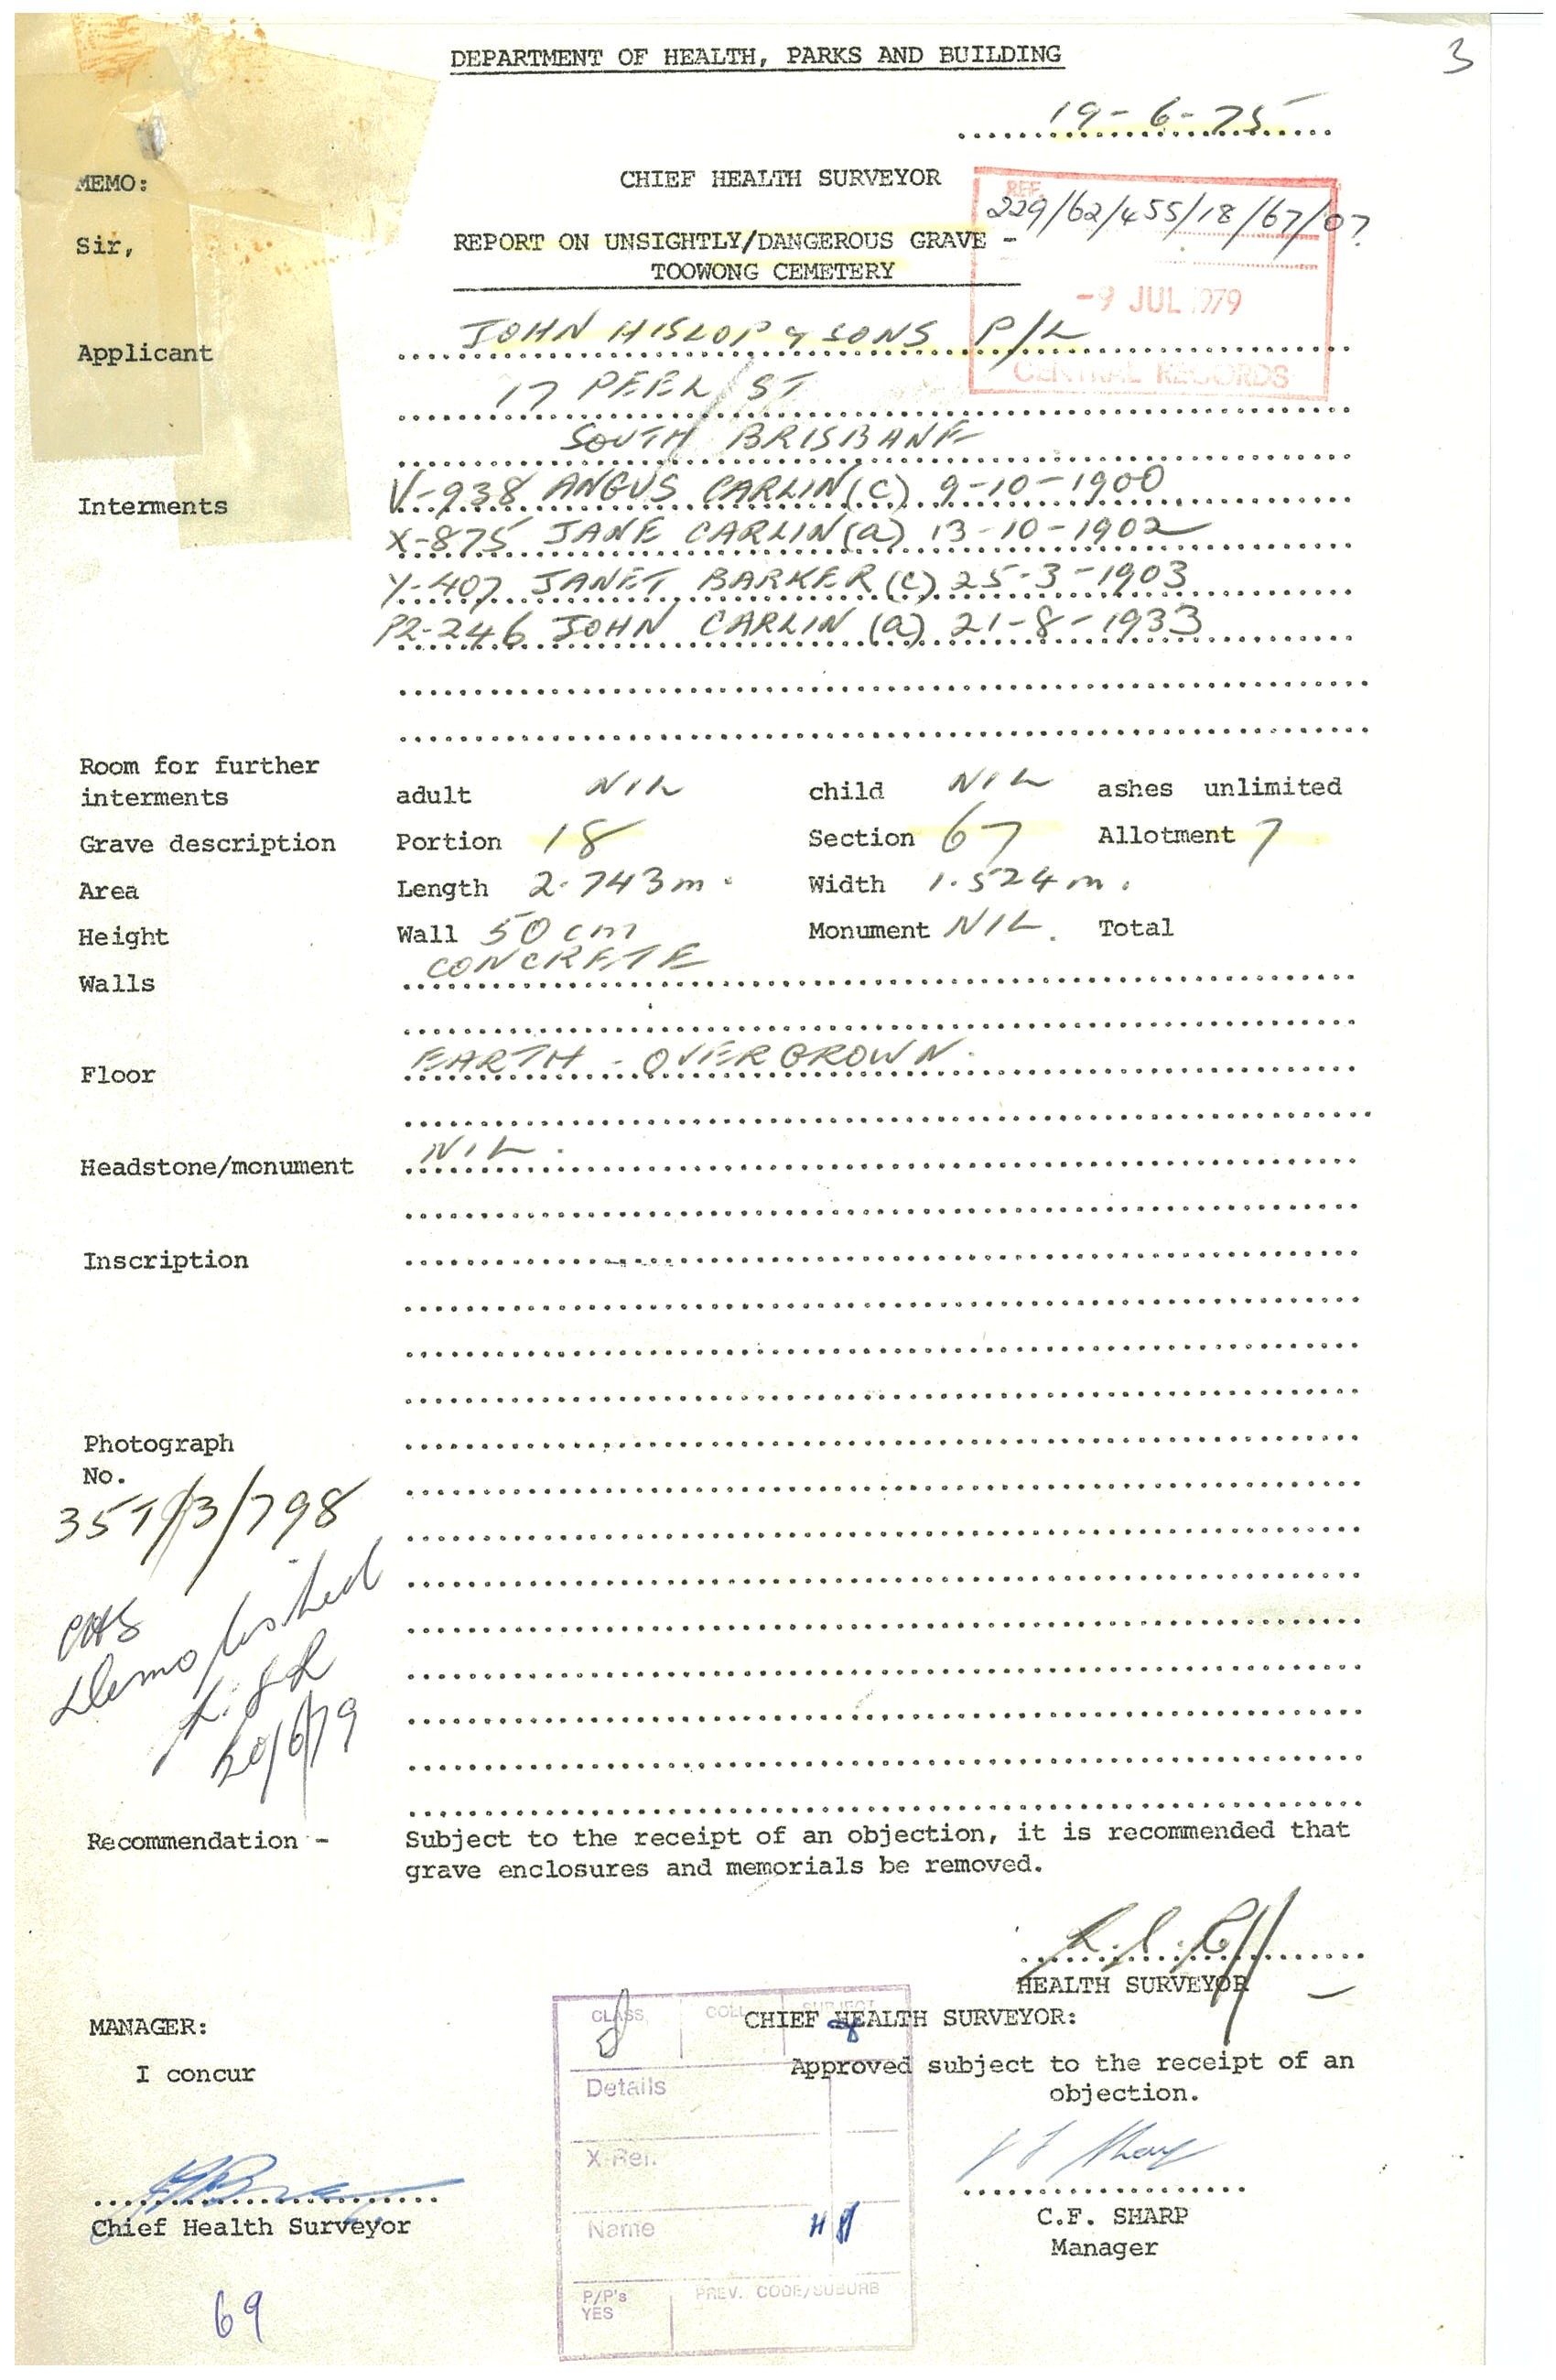 DEPARTMENT OF HEALTH, PARKS AND BUILDING
3
19-6-75
MEMO:
CHIEF HEALTH SURVEYOR
REF.
229/62/455/18/67/07
Sir,
REPORT ON UNSIGHTLY/DANGEROUS GRAVE -
TOOWONG CEMETERY
-9 JUL 1979
CENTRAL RECORDS
Applicant JOHN HISLOP & SONS P/L
17 PEEL ST
SOUTH BRISBANE
Interments V-938 ANGUS CARLIN (C) 9-10-1900
X-875 JANE CARLIN (a) 13-10-1902
Y-407 JANET BARKER (C) 25-3-1903
P2-246 JOHN CARLIN (a) 21-8-1933
Room for further
interments adult NIL child NIL ashes unlimited
Grave description Portion 18 Section 67 Allotment 7
Area Length 2.743m. Width 1.524m.
Height Wall 50cm Monument NIL. Total
Walls CONCRETE
Floor EARTH - OVERGROWN.
Headstone/monument NIL.
Inscription
Photograph
No.
357/3/798
CHS
Demolished
20/6/79
Recommendation - Subject to the receipt of an objection, it is recommended that
grave enclosures and memorials be removed.
HEALTH SURVEYOR
MANAGER:
CHIEF HEALTH SURVEYOR:
I concur
Approved subject to the receipt of an
objection.
Chief Health Surveyor
C.F. SHARP
Manager
69
CLASS COLL SUBJECT
Details
X-Ref.
Name
P/P's
YES
PREV. CODE/SUBURB